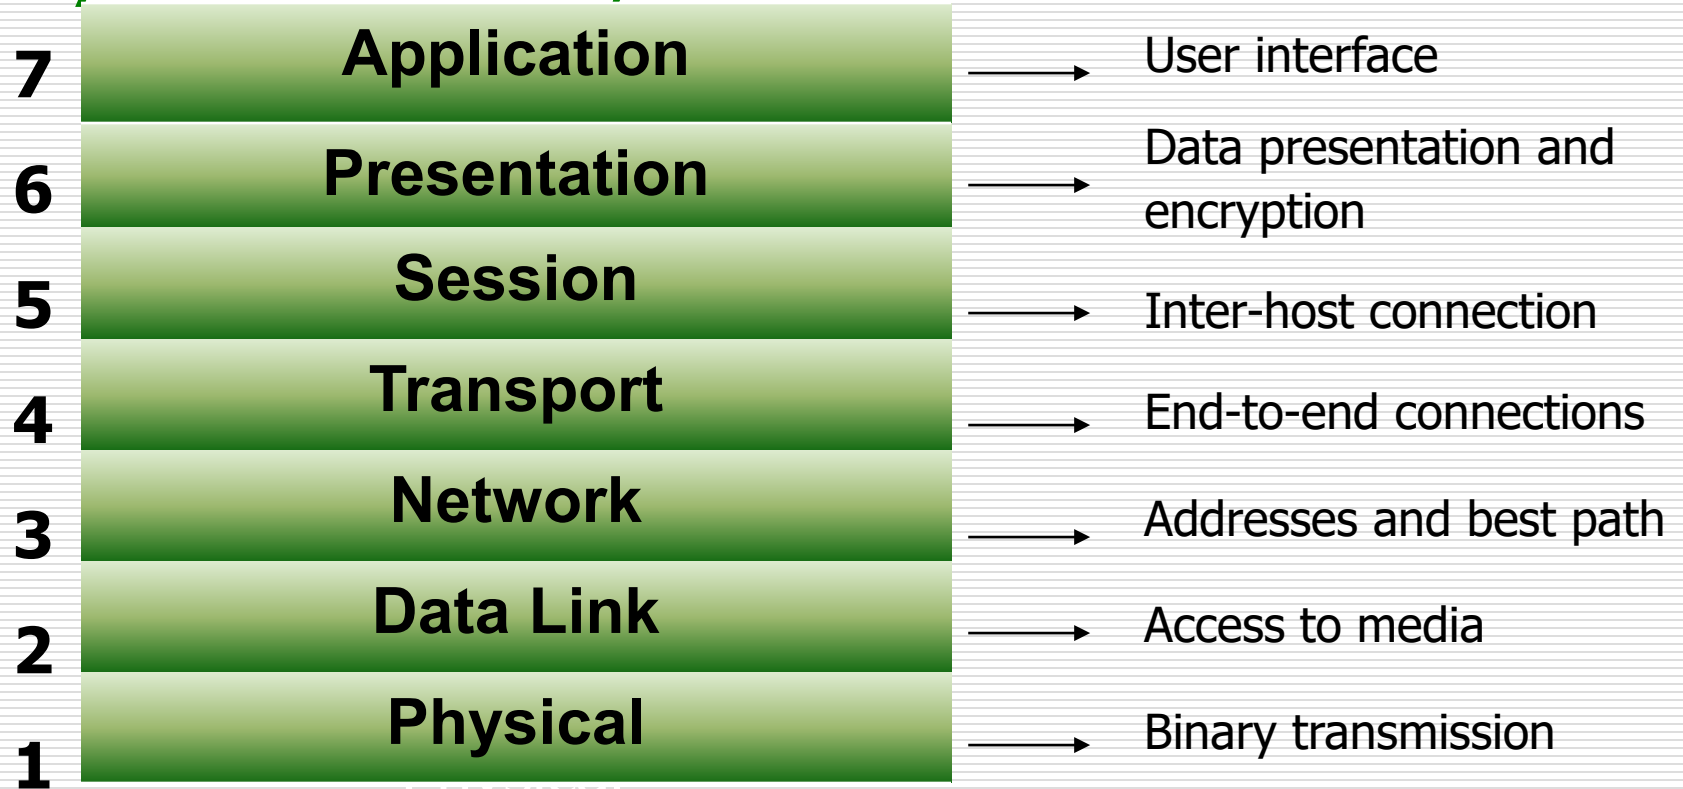 7
Application
User interface
6
Presentation
Data presentation and
encryption
5
Session
Inter-host connection
4
Transport
End-to-end connections
3
Network
Addresses and best path
2
Data Link
Access to media
1
Physical
Binary transmission